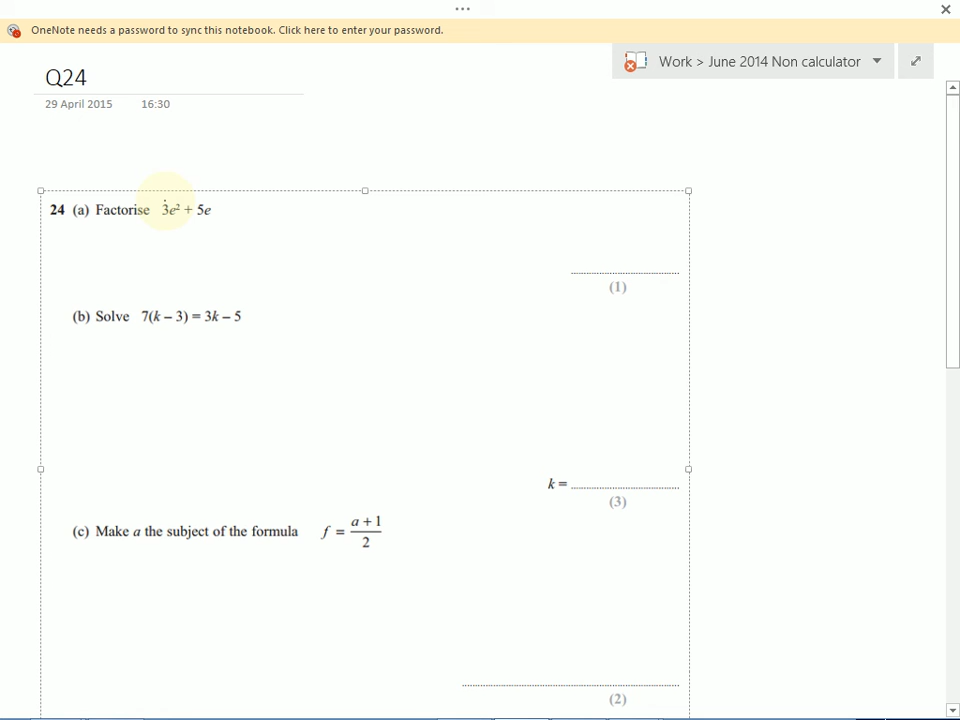 OneNote needs a password to sync this notebook. Click here to enter your password.
Work > June 2014 Non calculator
Q24
29 April 2015 16:30
24 (a) Factorise 3e² + 5e
(1)
(b) Solve 7(k – 3) = 3k – 5
k =
(3)
(c) Make a the subject of the formula f = (a + 1)/2
(2)